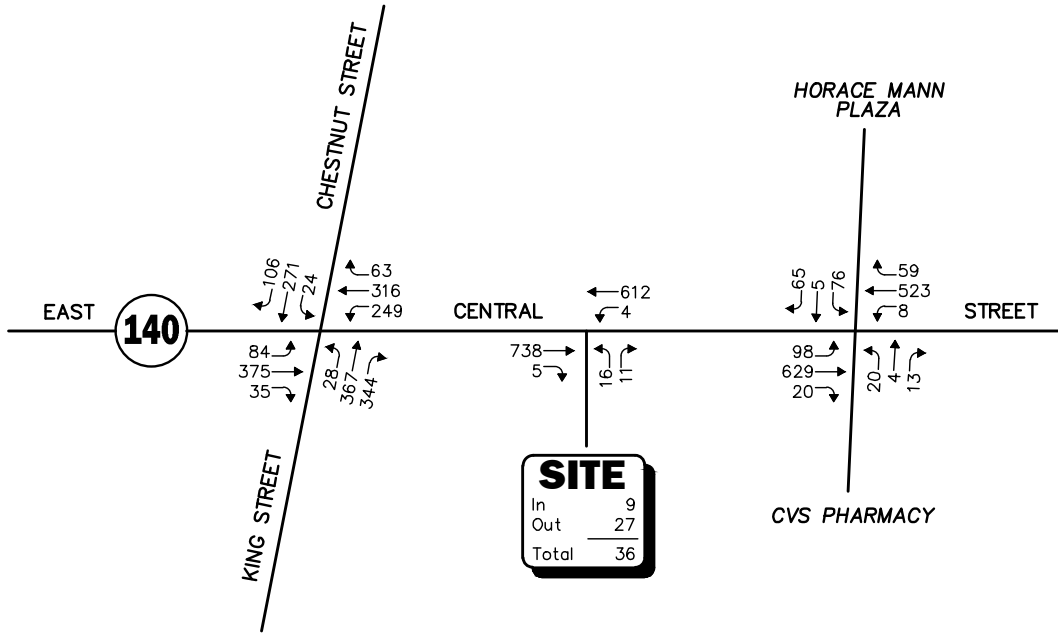 CHESTNUT STREET
HORACE MANN
PLAZA
106
271
24
63
316
249
65
5
76
59
523
8
EAST
140
CENTRAL
612
4
STREET
84
375
35
28
367
344
738
5
16
11
98
629
20
20
4
13
KING STREET
SITE
In 9
Out 27
Total 36
CVS PHARMACY